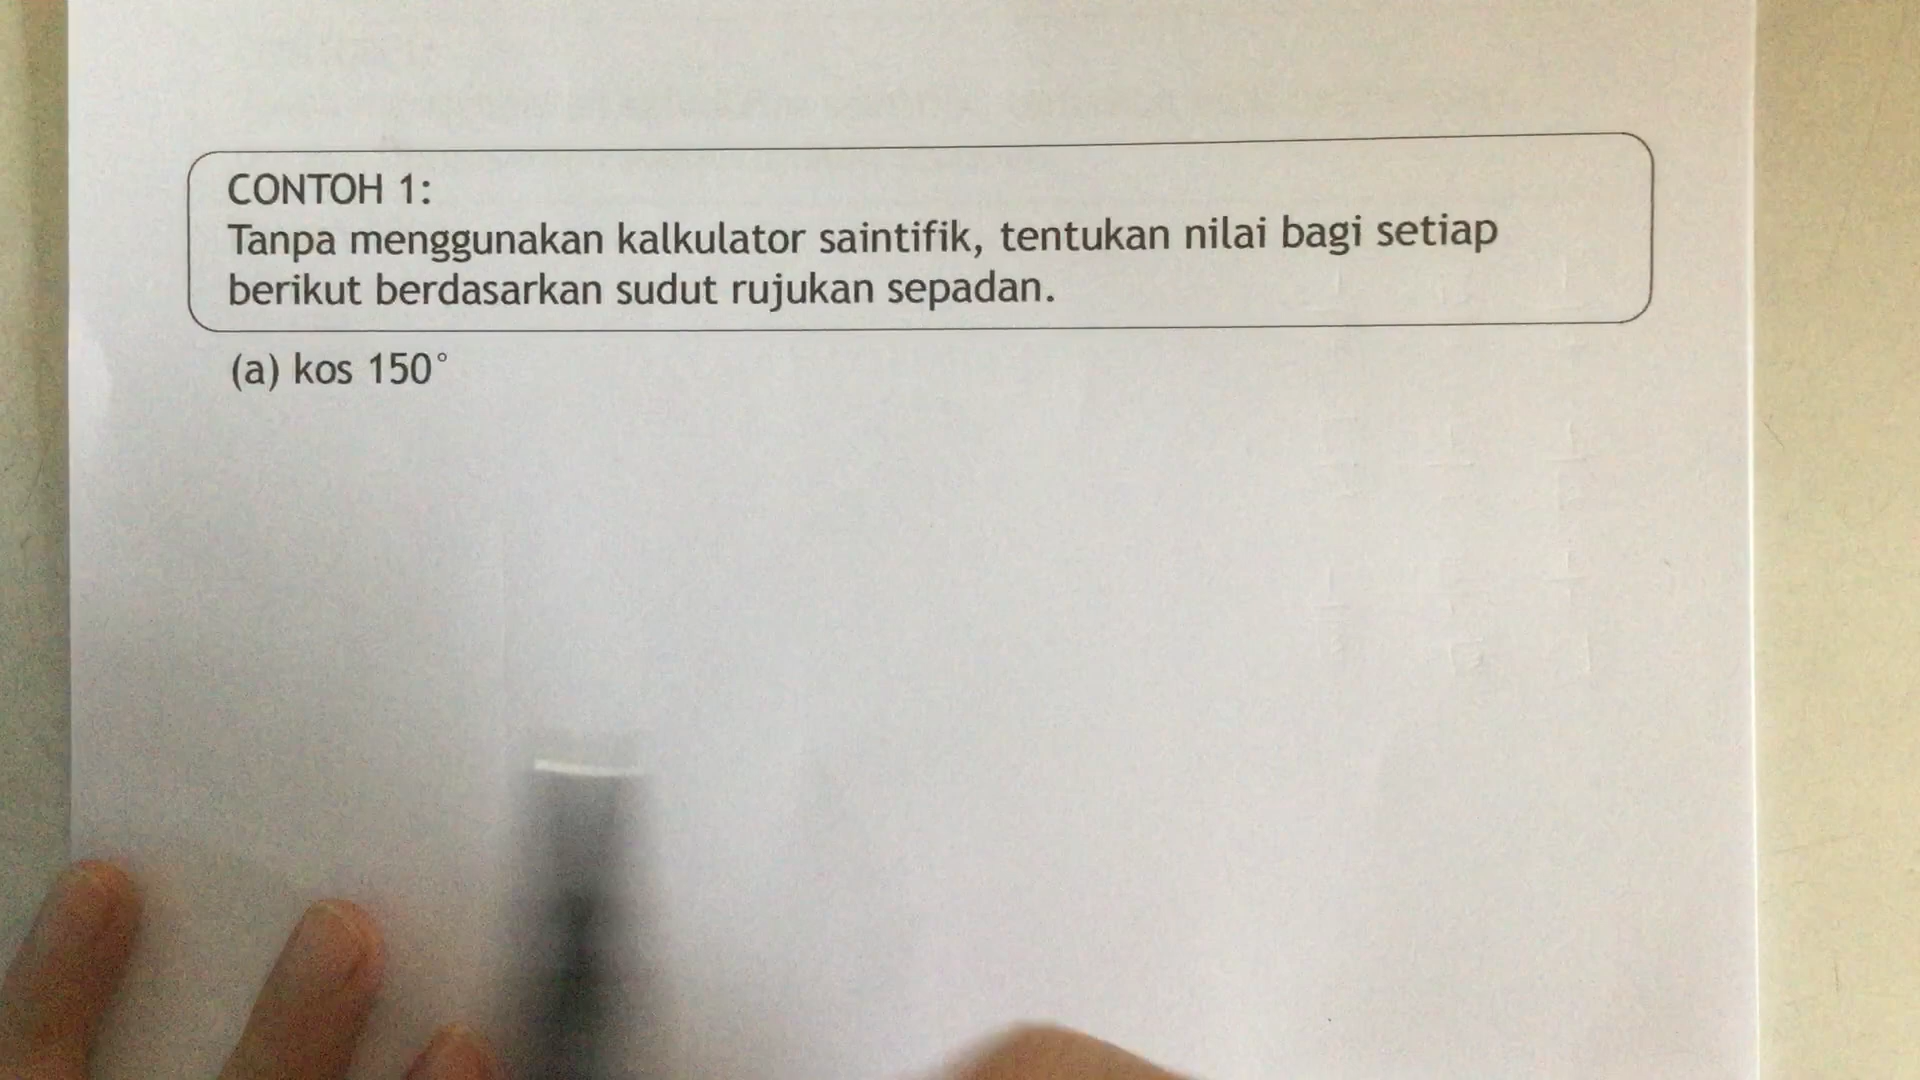 CONTOH 1:
Tanpa menggunakan kalkulator saintifik, tentukan nilai bagi setiap
berikut berdasarkan sudut rujukan sepadan.
(a) kos 150°